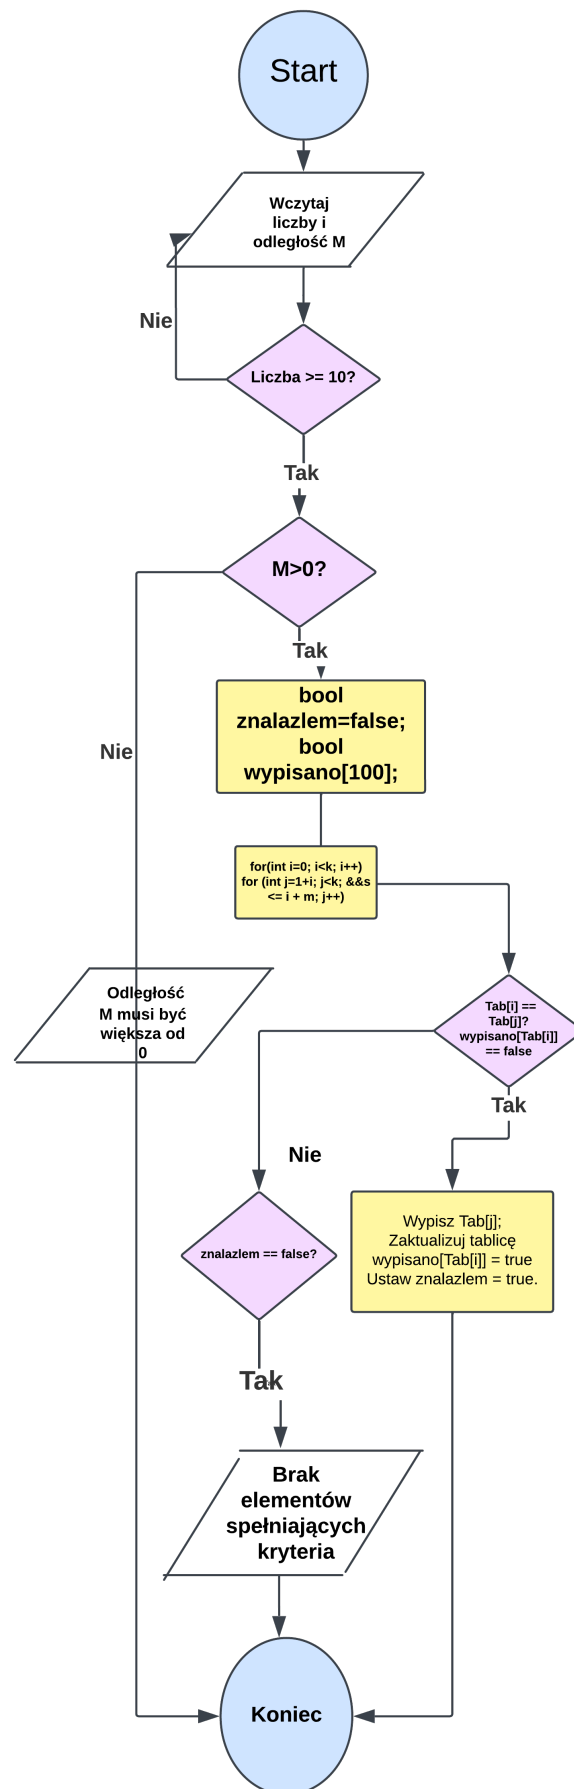 Start
Wczytaj
liczby i
odległość M
Nie
Liczba >= 10?
Tak
M>0?
Tak
bool
znalazlem=false;
bool
wypisano[100];
Nie
for(int i=0; i<k; i++)
for (int j=1+i; j<k; &&s
<= i + m; j++)
Odległość
M musi być
większa od
0
Tab[i] ==
Tab[j]?
wypisano[Tab[i]]
== false
Tak
Nie
Wypisz Tab[j];
Zaktualizuj tablicę
wypisano[Tab[i]] = true
Ustaw znalazlem = true.
znalazlem == false?
Tak
Brak
elementów
spełniających
kryteria
Koniec